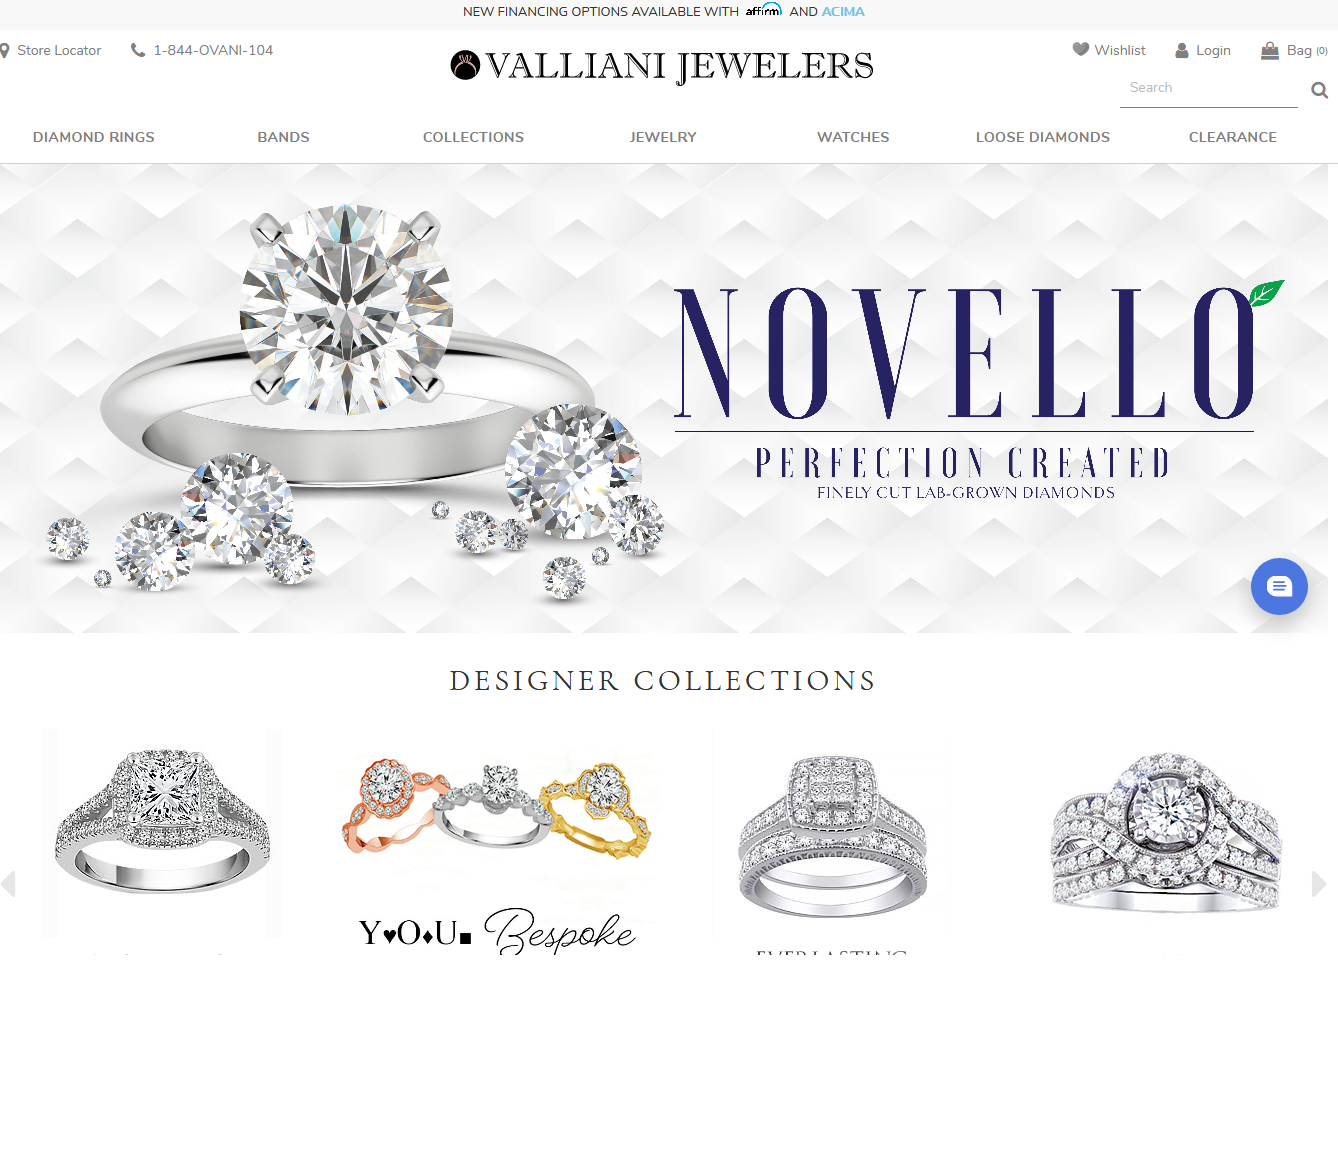 NEW FINANCING OPTIONS AVAILABLE WITH affirm AND ACIMA
Store Locator
1-844-OVANI-104
VALLIANI JEWELERS
Wishlist
Login
Bag (0)
Search
DIAMOND RINGS
BANDS
COLLECTIONS
JEWELRY
WATCHES
LOOSE DIAMONDS
CLEARANCE
NOVELLO
PERFECTION CREATED
FINELY CUT LAB-GROWN DIAMONDS
DESIGNER COLLECTIONS
Y♥O♦U■ Bespoke
EVERLASTING